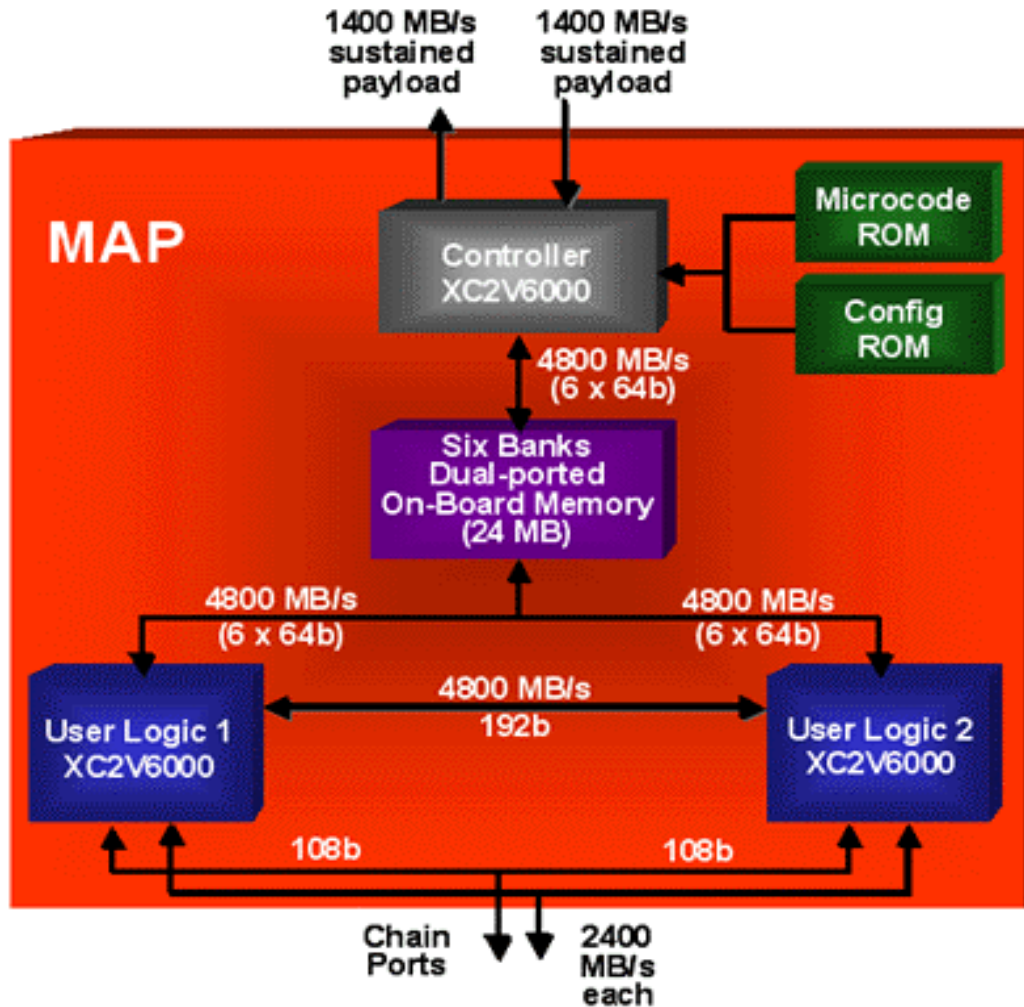 1400 MB/s
sustained
payload
1400 MB/s
sustained
payload
MAP
Controller
XC2V6000
Microcode
ROM
Config
ROM
4800 MB/s
(6 x 64b)
Six Banks
Dual-ported
On-Board Memory
(24 MB)
4800 MB/s
(6 x 64b)
4800 MB/s
(6 x 64b)
User Logic 1
XC2V6000
4800 MB/s
192b
User Logic 2
XC2V6000
108b
108b
Chain
Ports
2400
MB/s
each